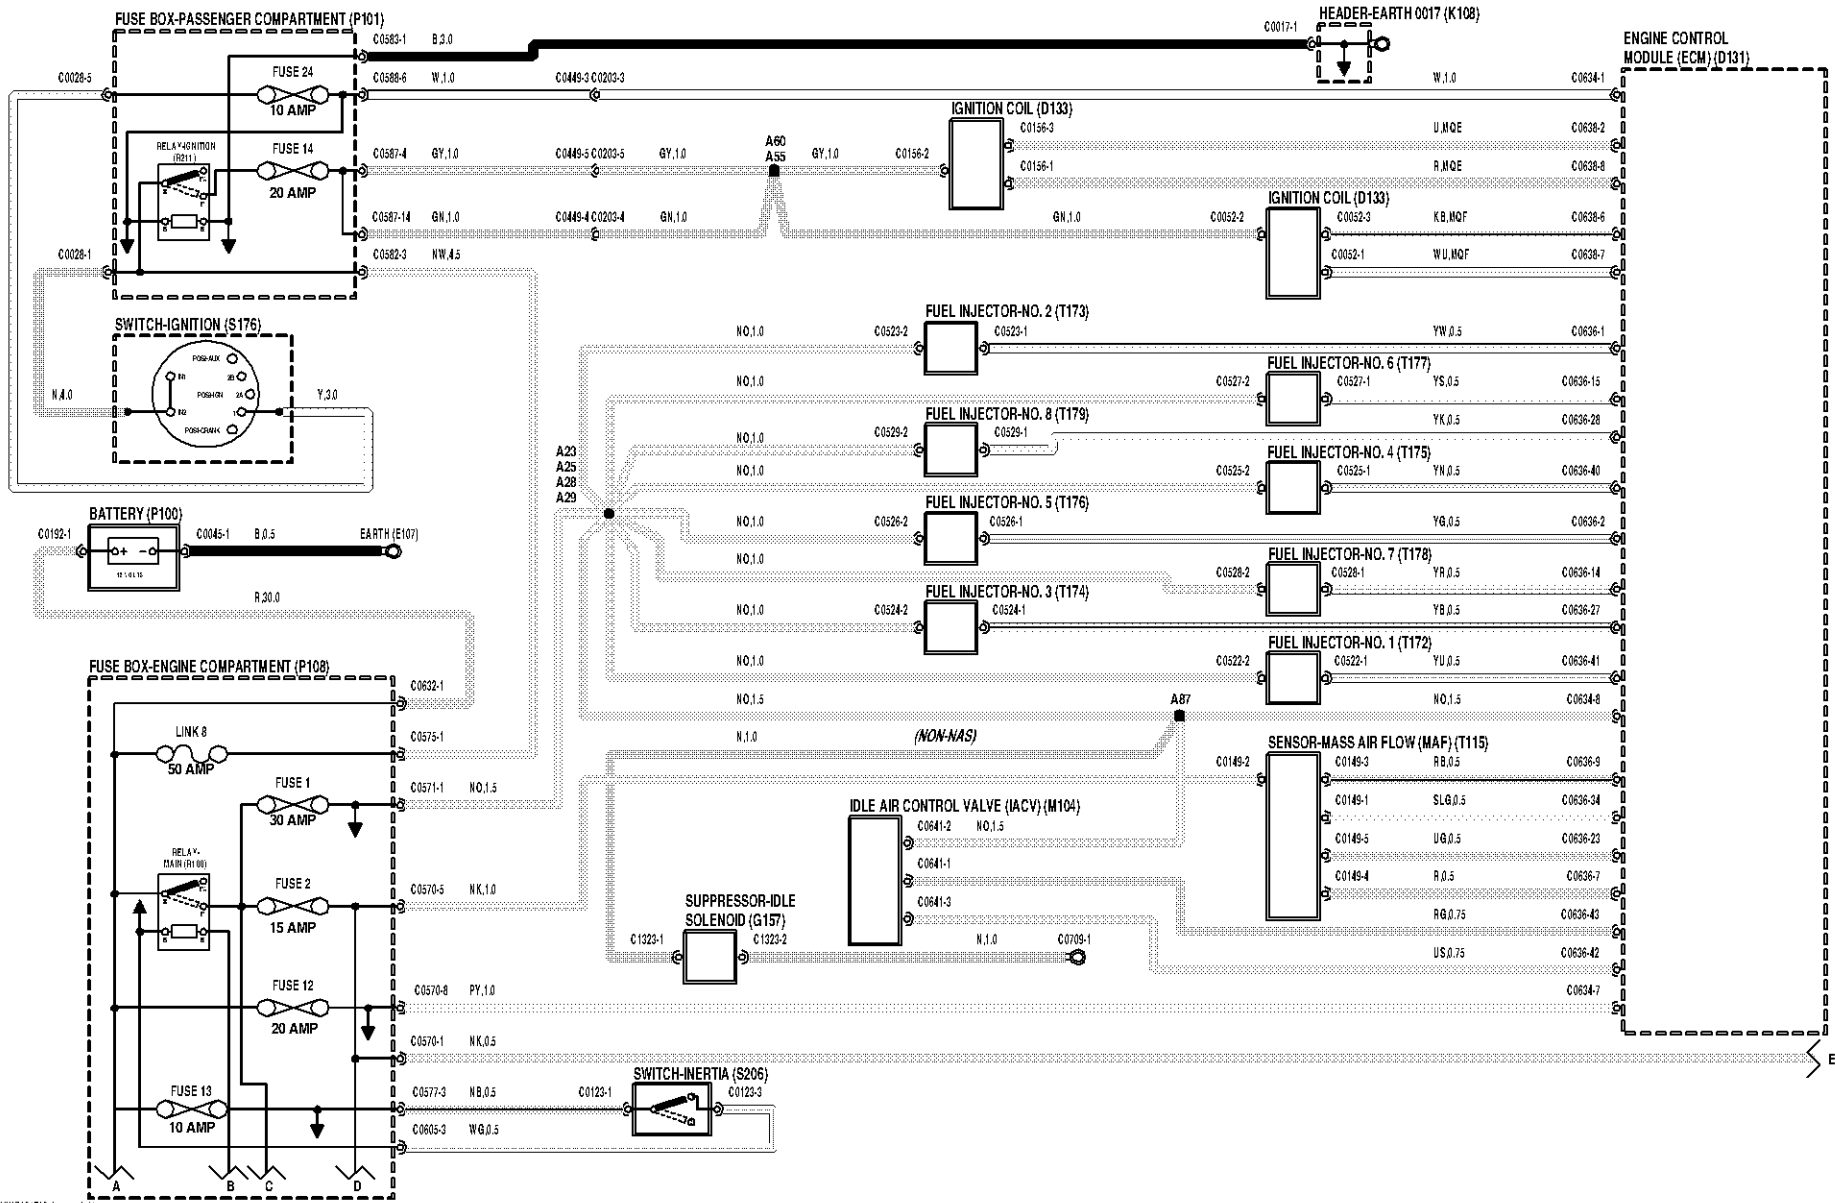 FUSE BOX-PASSENGER COMPARTMENT (P101)
HEADER-EARTH 0017 (K108)
C0583-1 B,3.0
C0017-1
ENGINE CONTROL
MODULE (ECM) (D131)
C0028-5
FUSE 24
10 AMP
C0588-6 W,1.0
C0449-3 C0203-3
W,1.0
C0634-1
IGNITION COIL (D133)
C0156-3
U,MQE
C0638-2
RELAY-IGNITION
(R211)
FUSE 14
20 AMP
C0587-4 GY,1.0
C0449-5 C0203-5
GY,1.0
A60
A55
GY,1.0
C0156-2
C0156-1
R,MQE
C0638-8
IGNITION COIL (D133)
C0587-14 GN,1.0
C0449-4 C0203-4
GN,1.0
GN,1.0
C0052-2
C0052-3
KB,MQF
C0638-6
C0028-1
C0582-3 NW,4.5
C0052-1
WU,MQF
C0638-7
SWITCH-IGNITION (S176)
POSI-AUX
IN1
2B
POSI-IGN
2A
IN2
1
POSI-CRANK
N,4.0
Y,3.0
FUEL INJECTOR-NO. 2 (T173)
NO,1.0
C0523-2
C0523-1
YW,0.5
C0636-1
FUEL INJECTOR-NO. 6 (T177)
NO,1.0
C0527-2
C0527-1
YS,0.5
C0636-15
FUEL INJECTOR-NO. 8 (T179)
NO,1.0
C0529-2
C0529-1
YK,0.5
C0636-28
A23
A25
A28
A29
FUEL INJECTOR-NO. 4 (T175)
NO,1.0
C0525-2
C0525-1
YN,0.5
C0636-40
FUEL INJECTOR-NO. 5 (T176)
NO,1.0
C0526-2
C0526-1
YG,0.5
C0636-2
BATTERY (P100)
C0192-1
C0045-1
B,0.5
EARTH (E107)
+ -
R,30.0
FUEL INJECTOR-NO. 7 (T178)
NO,1.0
C0528-2
C0528-1
YR,0.5
C0636-14
FUEL INJECTOR-NO. 3 (T174)
NO,1.0
C0524-2
C0524-1
YB,0.5
C0636-27
FUEL INJECTOR-NO. 1 (T172)
NO,1.0
C0522-2
C0522-1
YU,0.5
C0636-41
FUSE BOX-ENGINE COMPARTMENT (P108)
C0632-1
NO,1.5
A87
NO,1.5
C0634-8
LINK 8
50 AMP
C0575-1
N,1.0
(NON-NAS)
SENSOR-MASS AIR FLOW (MAF) (T115)
C0149-2
C0149-3
RB,0.5
C0636-9
FUSE 1
30 AMP
C0571-1 NO,1.5
IDLE AIR CONTROL VALVE (IACV) (M104)
C0149-1
SLG,0.5
C0636-34
C0641-2 NO,1.5
C0149-5
UG,0.5
C0636-23
RELAY-
MAIN (R100)
C0641-1
C0149-4
R,0.5
C0636-7
FUSE 2
15 AMP
C0570-5 NK,1.0
SUPPRESSOR-IDLE
SOLENOID (G157)
C0641-3
RG,0.75
C0636-43
C1323-1
C1323-2
N,1.0
C0709-1
US,0.75
C0636-42
FUSE 12
20 AMP
C0570-8 PY,1.0
C0634-7
C0570-1 NK,0.5
E
SWITCH-INERTIA (S206)
FUSE 13
10 AMP
C0577-3 NB,0.5
C0123-1
C0123-3
C0605-3 WG,0.5
A B C D